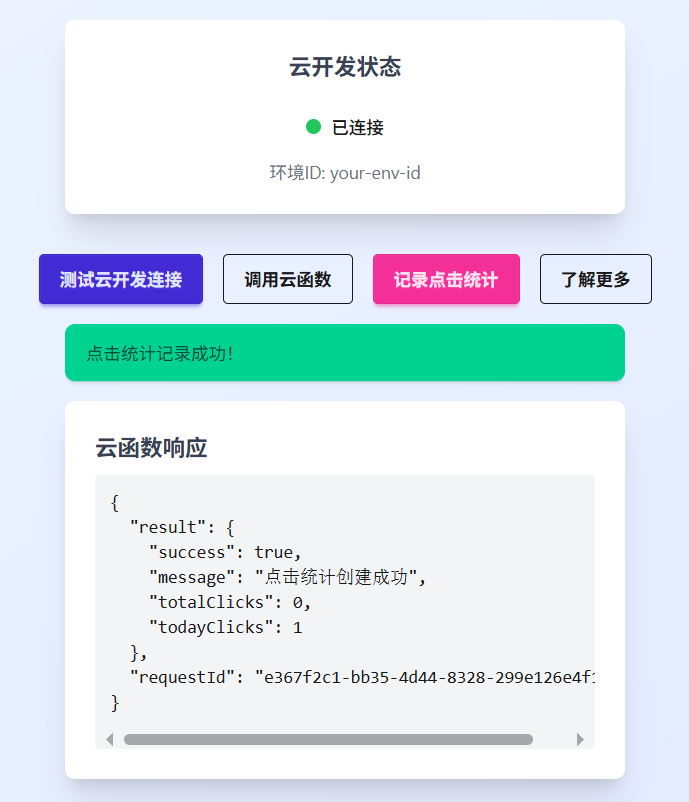 云开发状态
已连接
环境ID: your-env-id
测试云开发连接 调用云函数 记录点击统计 了解更多
点击统计记录成功!
云函数响应
{
  "result": {
    "success": true,
    "message": "点击统计创建成功",
    "totalClicks": 0,
    "todayClicks": 1
  },
  "requestId": "e367f2c1-bb35-4d44-8328-299e126e4f1
}